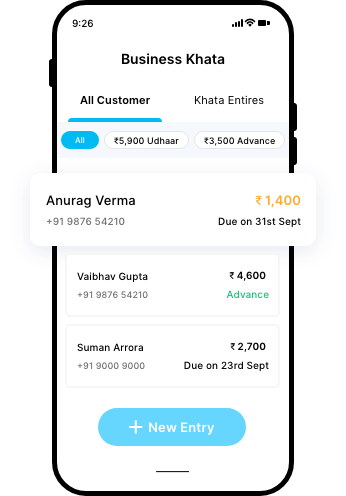 9:26
Business Khata
All Customer
Khata Entires
All
₹5,900 Udhaar
₹3,500 Advance
Anurag Verma
₹ 1,400
+91 9876 54210
Due on 31st Sept
Vaibhav Gupta
₹ 4,600
+91 9876 54210
Advance
Suman Arrora
₹ 2,700
+91 9000 9000
Due on 23rd Sept
+ New Entry